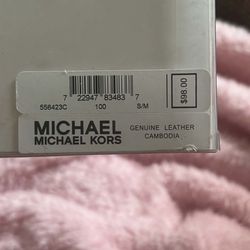 7 22947 83483 7
556423C 100 S/M
$98.00
MICHAEL
MICHAEL KORS
GENUINE LEATHER
CAMBODIA